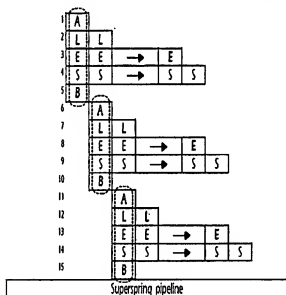 1 A
2 L L
3 E E → E
4 S S → S S
5 B
6 A
7 L L
8 E E → E
9 S S → S S
10 B
11 A
12 L L
13 E E → E
14 S S → S S
15 B
Superspring pipeline